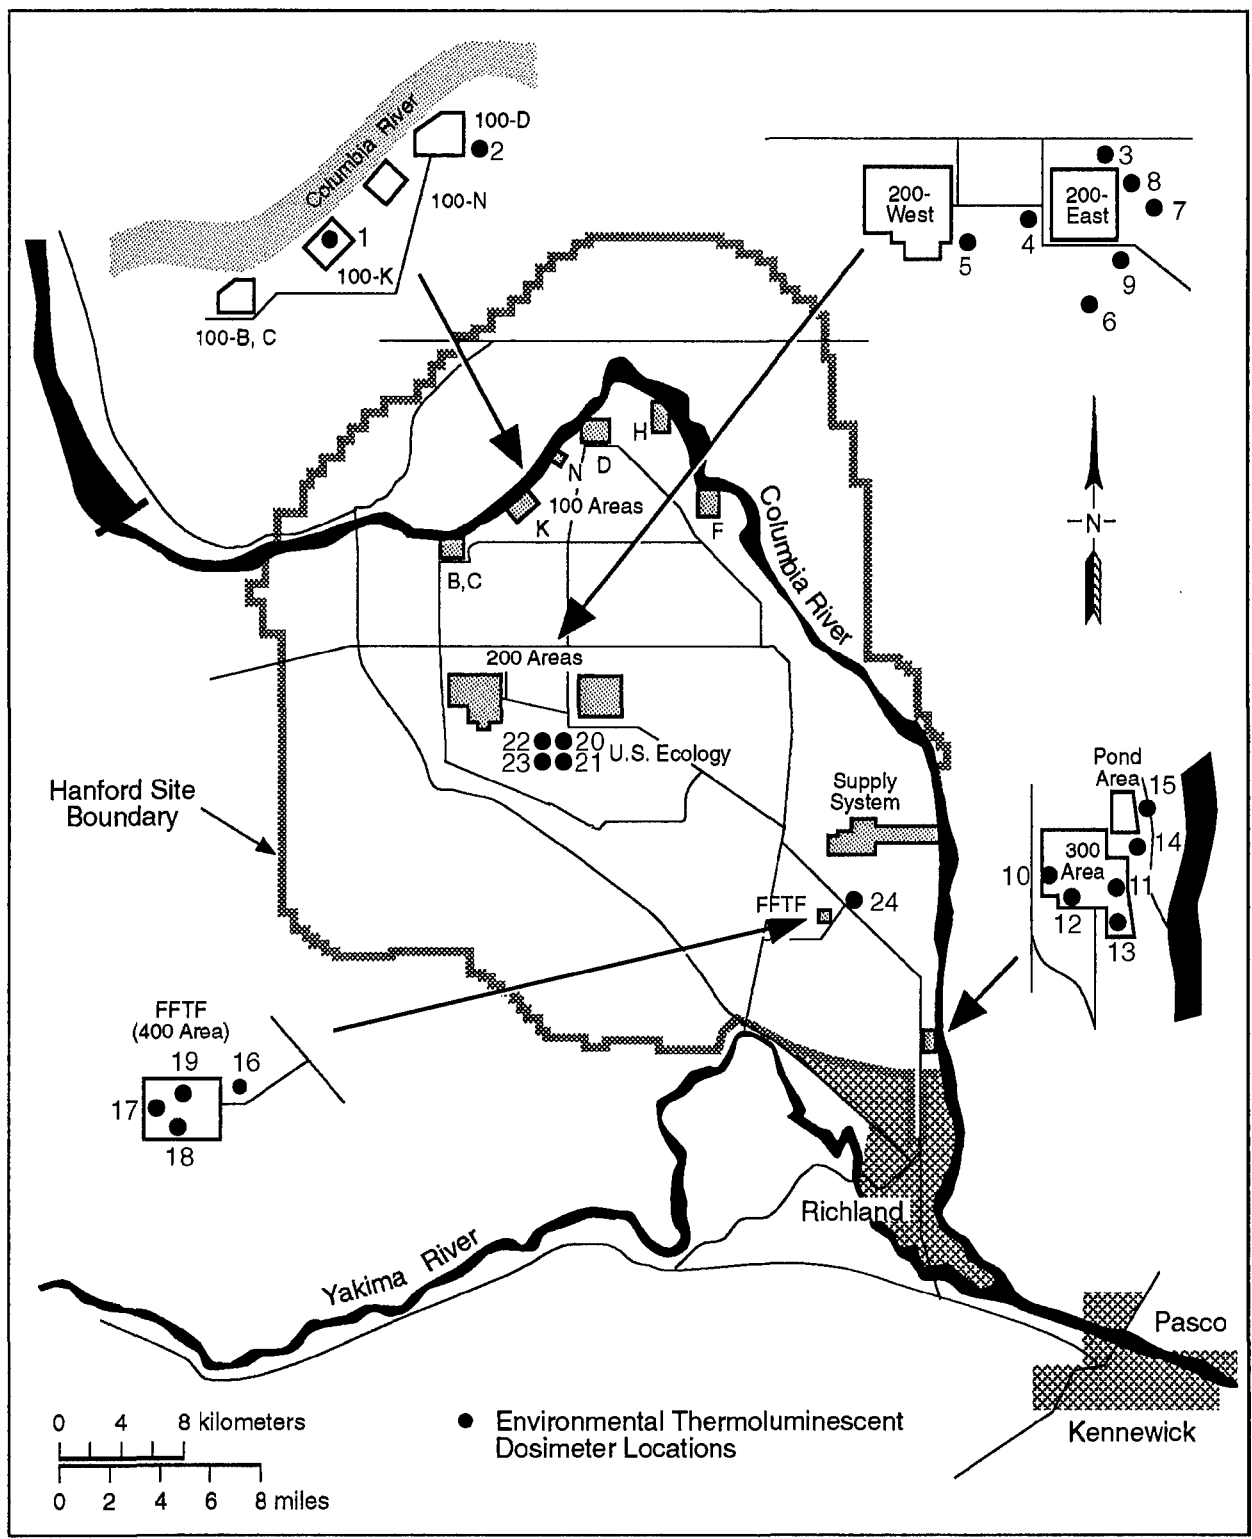 Columbia River
100-D
2
100-N
1
100-K
100-B, C
200-
West
200-
East
3
8
7
4
5
9
6
N
H
N
D
100 Areas
K
F
B,C
Columbia River
200 Areas
22
20
23
21
U.S. Ecology
Hanford Site
Boundary
Supply
System
Pond
Area
15
14
300
Area
10
11
12
13
FFTF
24
FFTF
(400 Area)
19
16
17
18
Richland
Yakima River
Pasco
Kennewick
0 4 8 kilometers
0 2 4 6 8 miles
Environmental Thermoluminescent
Dosimeter Locations